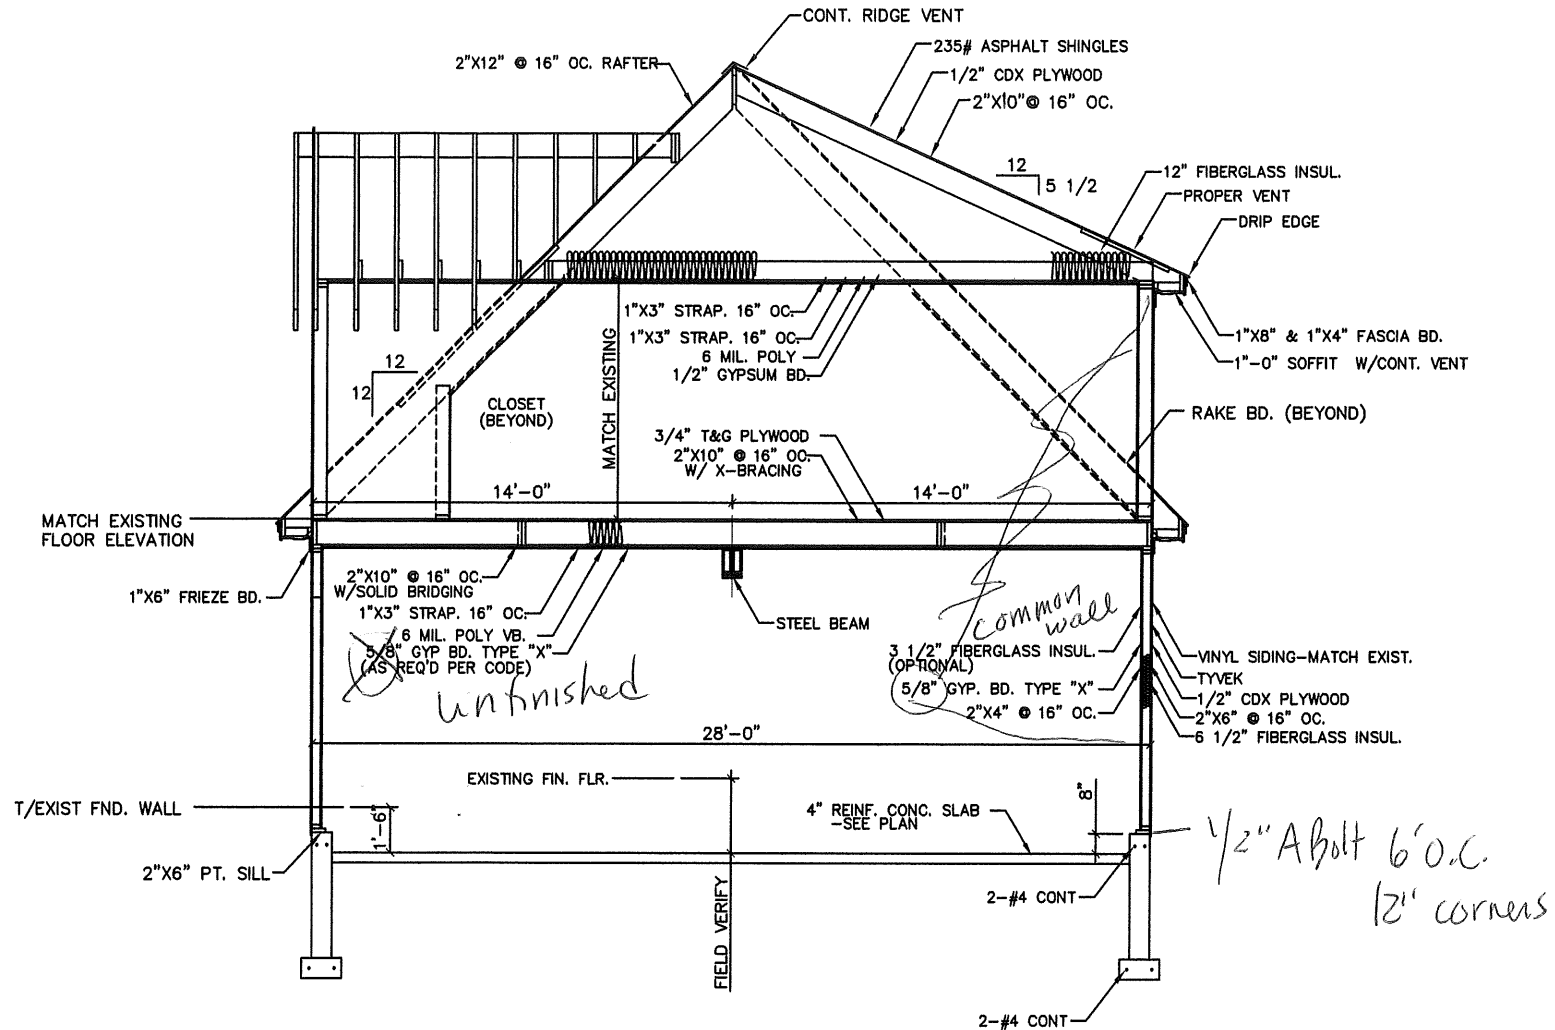 CONT. RIDGE VENT
235# ASPHALT SHINGLES
2"X12" @ 16" OC. RAFTER
1/2" CDX PLYWOOD
2"X10"@ 16" OC.
12
5 1/2
12" FIBERGLASS INSUL.
PROPER VENT
DRIP EDGE
1"X3" STRAP. 16" OC.
1"X3" STRAP. 16" OC.
6 MIL. POLY
1/2" GYPSUM BD.
1"X8" & 1"X4" FASCIA BD.
1"-0" SOFFIT W/CONT. VENT
12
12
MATCH EXISTING
CLOSET
(BEYOND)
RAKE BD. (BEYOND)
3/4" T&G PLYWOOD
2"X10" @ 16" OC.
W/ X-BRACING
14'-0"
14'-0"
MATCH EXISTING
FLOOR ELEVATION
1"X6" FRIEZE BD.
2"X10" @ 16" OC.
W/SOLID BRIDGING
1"X3" STRAP. 16" OC.
6 MIL. POLY VB.
5/8" GYP BD. TYPE "X"
(AS REQ'D PER CODE)
unfinished
STEEL BEAM
common
wall
3 1/2" FIBERGLASS INSUL.
(OPTIONAL)
5/8" GYP. BD. TYPE "X"
2"X4" @ 16" OC.
VINYL SIDING-MATCH EXIST.
TYVEK
1/2" CDX PLYWOOD
2"X6" @ 16" OC.
6 1/2" FIBERGLASS INSUL.
28'-0"
EXISTING FIN. FLR.
T/EXIST FND. WALL
1'-6"
4" REINF. CONC. SLAB
-SEE PLAN
8"
1/2" A Bolt 6' O.C.
12" corners
2"X6" PT. SILL
2-#4 CONT
FIELD VERIFY
2-#4 CONT